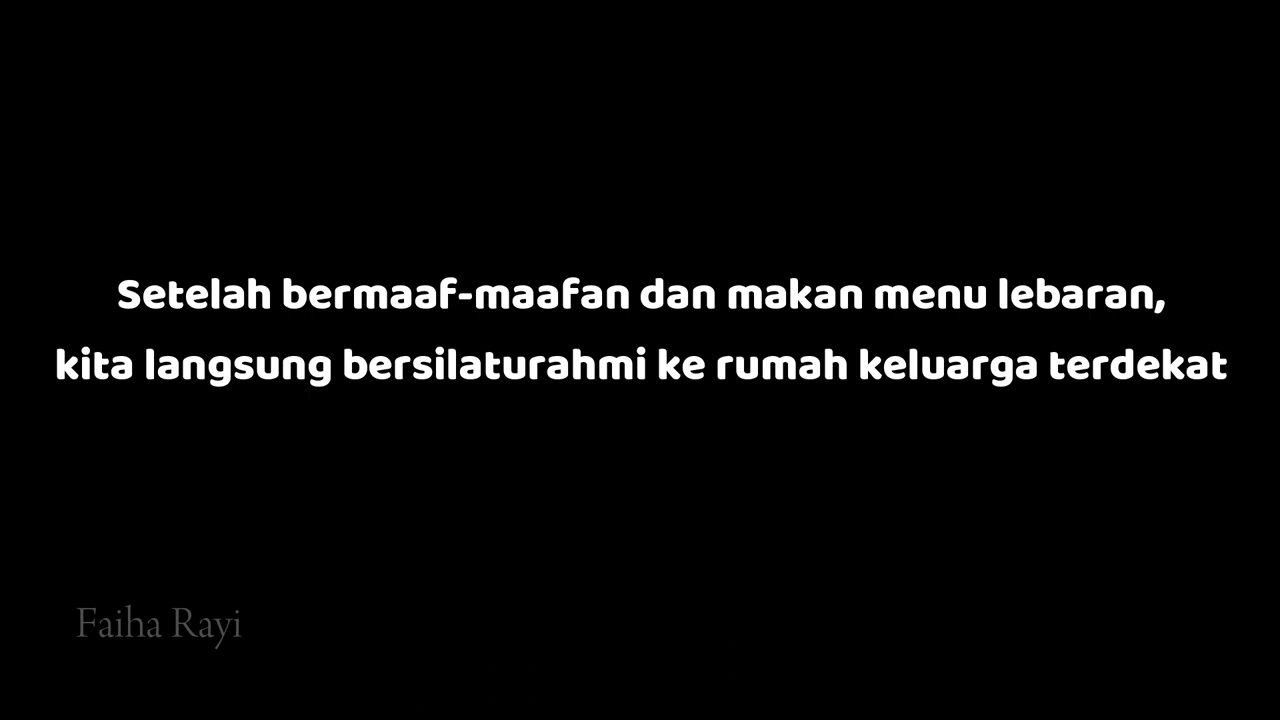 Setelah bermaaf-maafan dan makan menu lebaran,
kita langsung bersilaturahmi ke rumah keluarga terdekat
Faiha Rayi